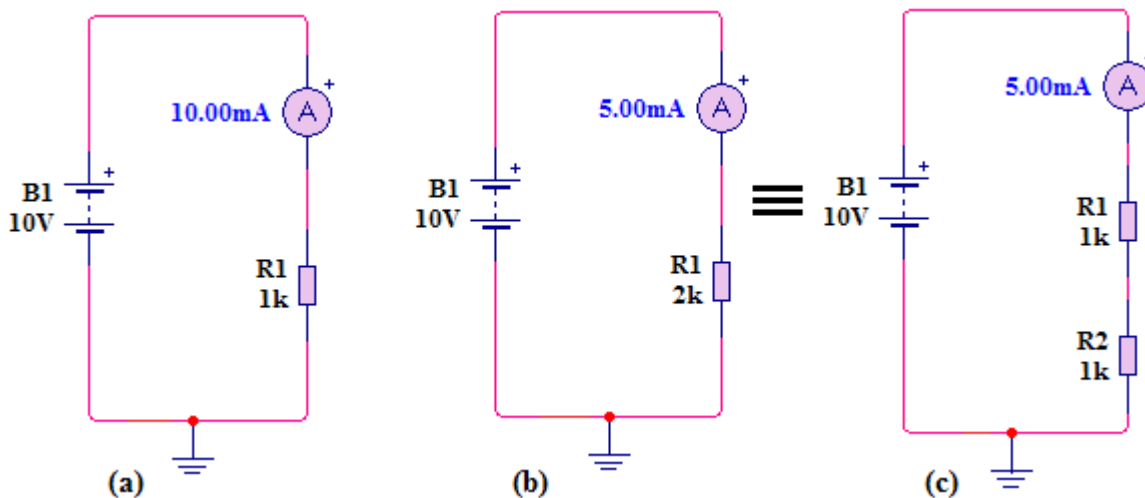 10.00mA
A
+
B1
10V
+
R1
1k
(a)
5.00mA
A
+
B1
10V
+
R1
2k
(b)
5.00mA
A
+
B1
10V
+
R1
1k
R2
1k
(c)